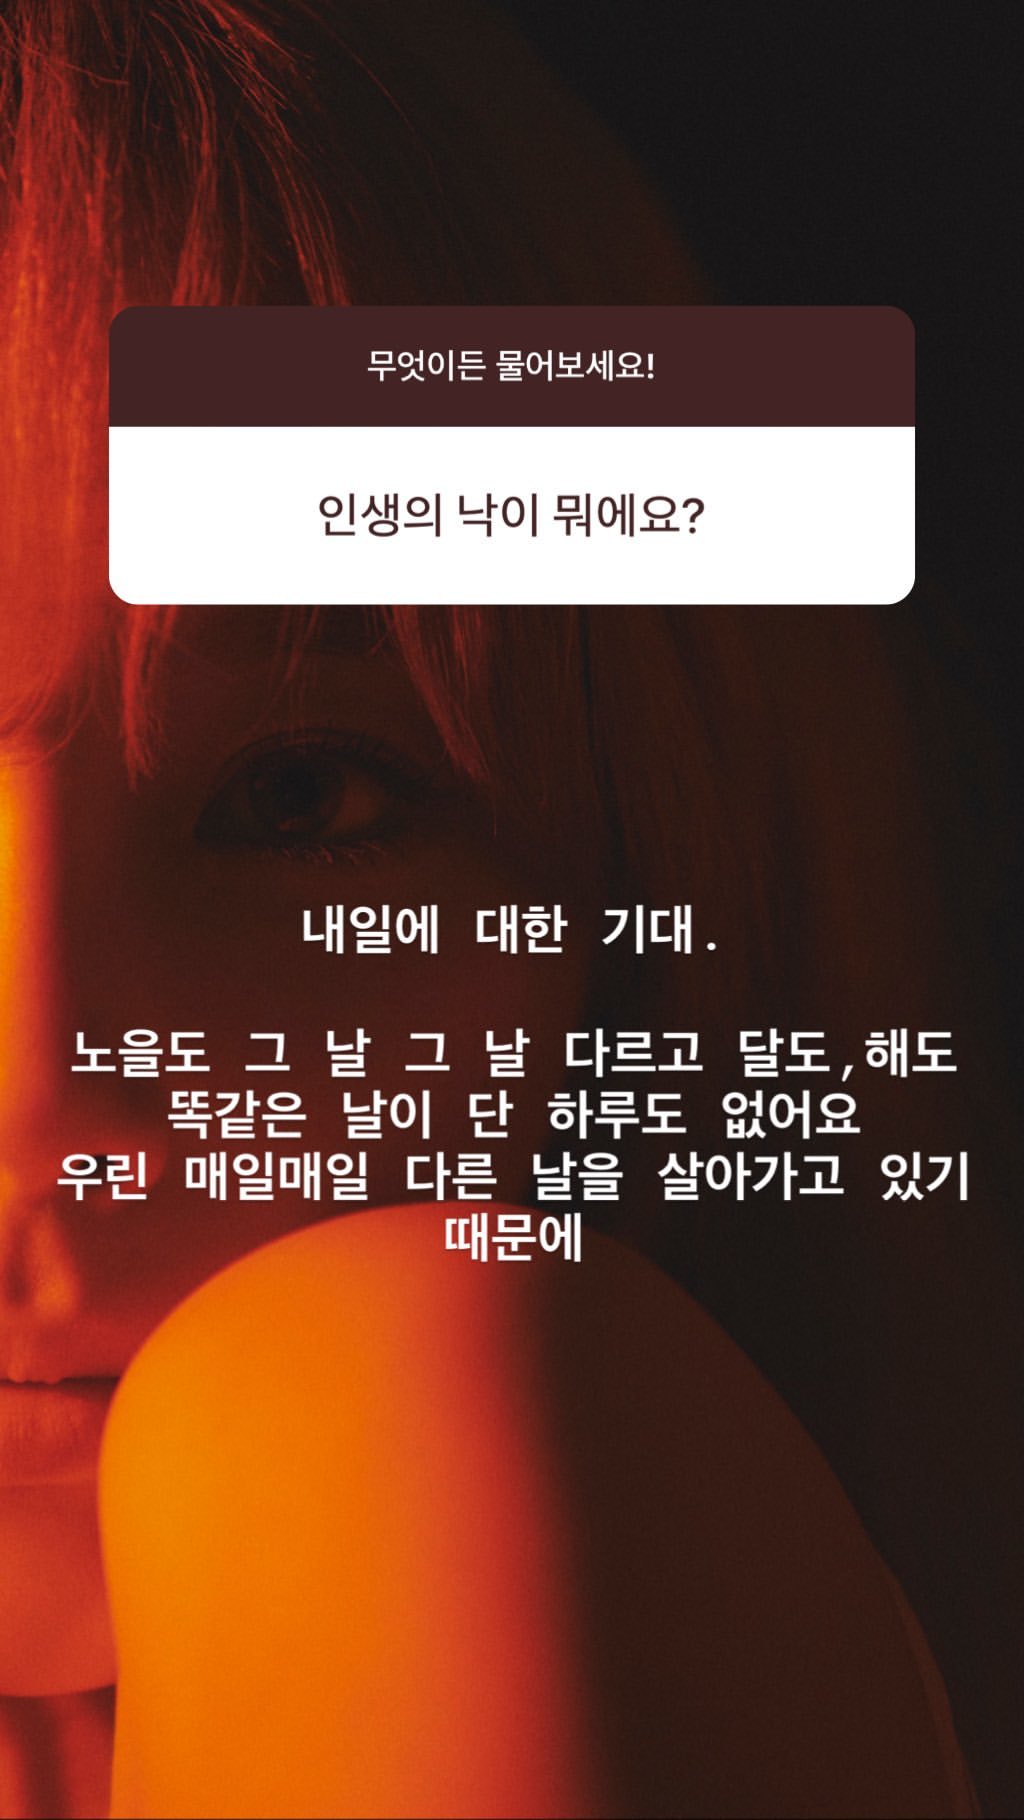 무엇이든 물어보세요!
인생의 낙이 뭐에요?
내일에 대한 기대.
노을도 그 날 그 날 다르고 달도,해도
똑같은 날이 단 하루도 없어요
우린 매일매일 다른 날을 살아가고 있기
때문에